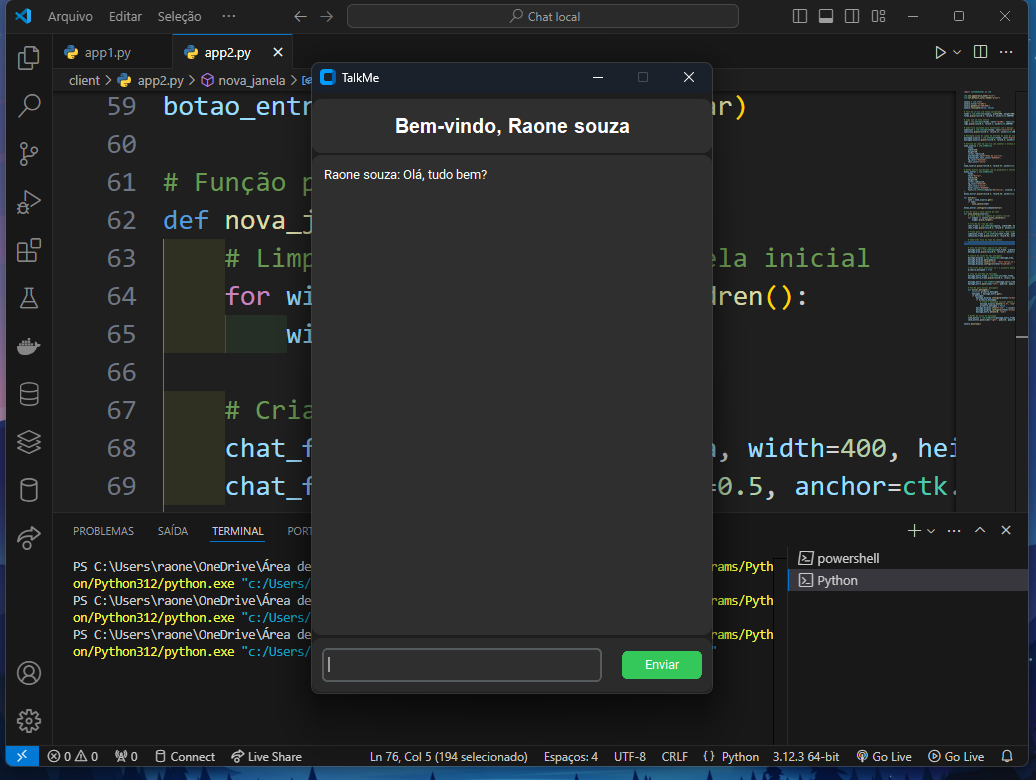 Arquivo Editar Seleção ··· Chat local
app1.py app2.py
client > app2.py > nova_janela >
TalkMe
Bem-vindo, Raone souza
Raone souza: Olá, tudo bem?
Enviar
59 botao_entr ar)
60
61 # Função p
62 def nova_j
63 # Limp ela inicial
64 for wi dren():
65 wi
66
67 # Cria
68 chat_f , width=400, hei
69 chat_f =0.5, anchor=ctk.
PROBLEMAS SAÍDA TERMINAL PORT
PS C:\Users\raone\OneDrive\Área de rams/Pyth
on/Python312/python.exe "c:/Users/
PS C:\Users\raone\OneDrive\Área de rams/Pyth
on/Python312/python.exe "c:/Users/
PS C:\Users\raone\OneDrive\Área de rams/Pyth
on/Python312/python.exe "c:/Users/ "
powershell
Python
0 0 0 Connect Live Share Ln 76, Col 5 (194 selecionado) Espaços: 4 UTF-8 CRLF { } Python 3.12.3 64-bit Go Live Go Live